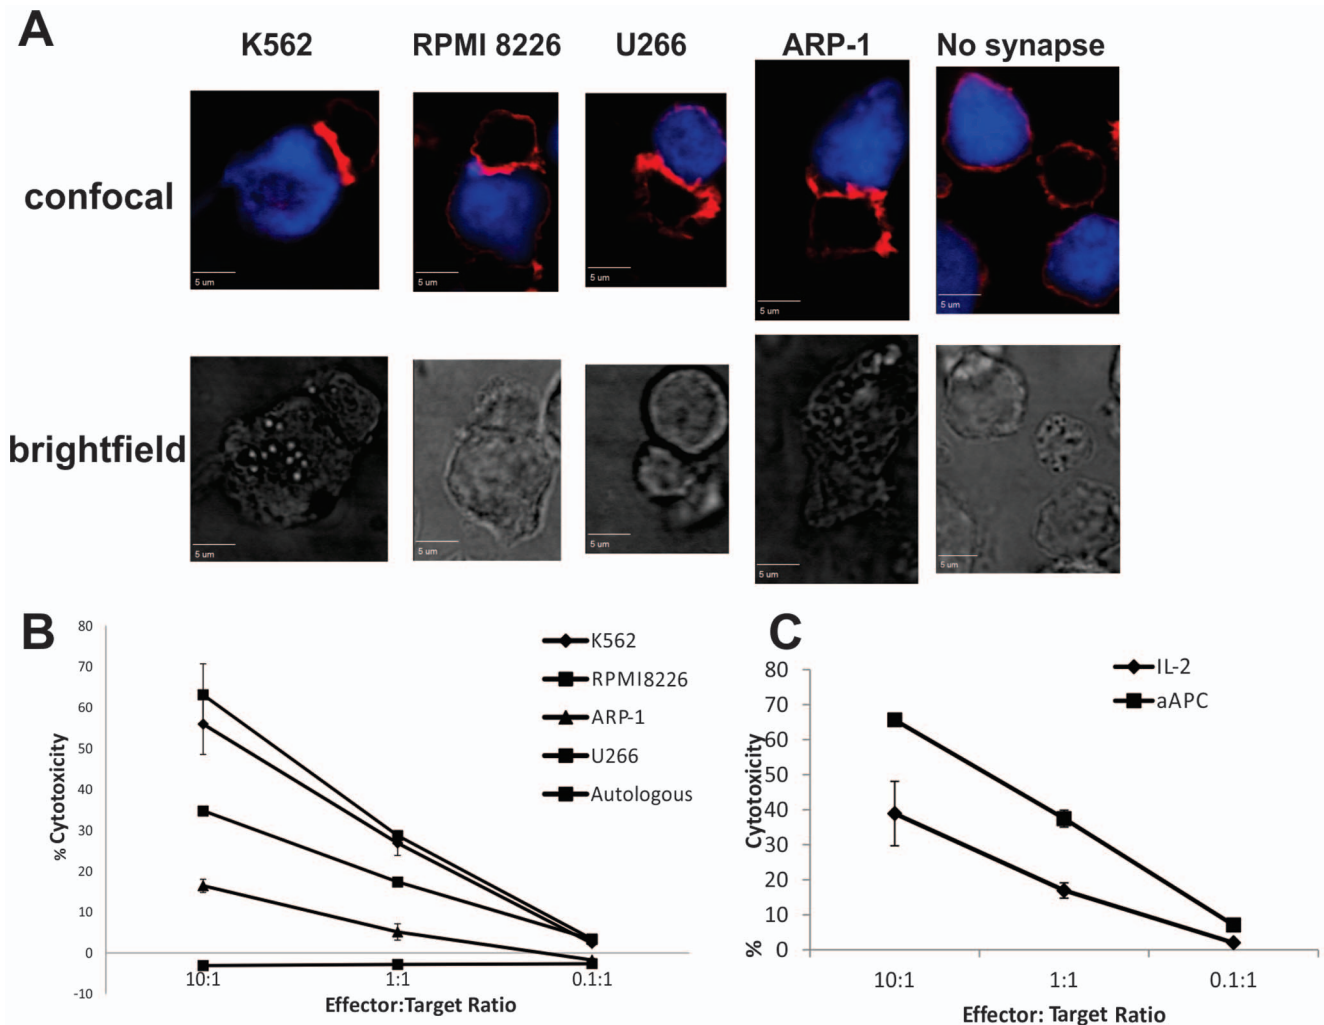 A
K562
RPMI 8226
U266
ARP-1
No synapse
confocal
5 um
5 um
5 um
5 um
5 um
brightfield
5 um
5 um
5 um
5 um
5 um
B
80
70
60
50
40
30
20
10
0
-10
% Cytotoxicity
10:1
1:1
0.1:1
Effector:Target Ratio
K562
RPMI8226
ARP-1
U266
Autologous
C
80
70
60
50
40
30
20
10
0
% Cytotoxicity
10:1
1:1
0.1:1
Effector: Target Ratio
IL-2
aAPC